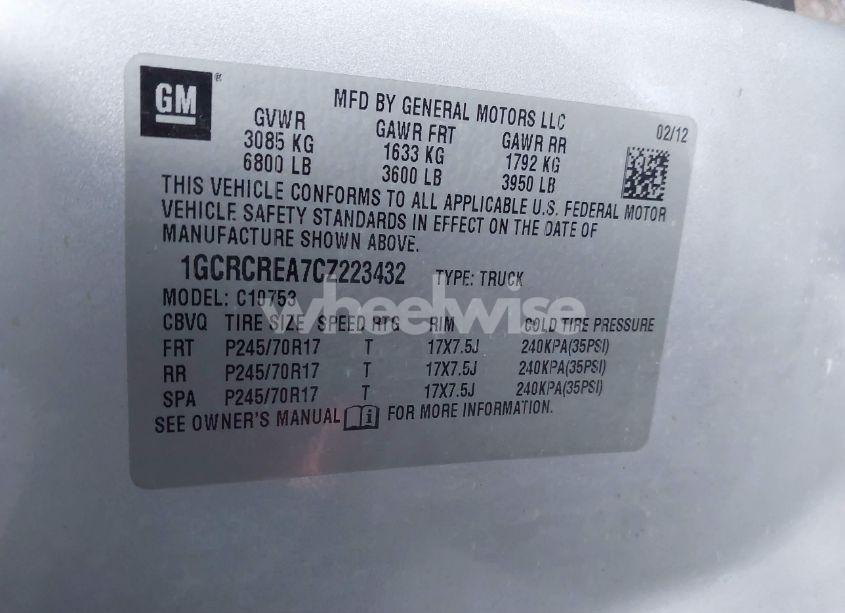 GM®
MFD BY GENERAL MOTORS LLC
02/12
GVWR GAWR FRT GAWR RR
3085 KG 1633 KG 1792 KG
6800 LB 3600 LB 3950 LB
THIS VEHICLE CONFORMS TO ALL APPLICABLE U.S. FEDERAL MOTOR
VEHICLE SAFETY STANDARDS IN EFFECT ON THE DATE OF
MANUFACTURE SHOWN ABOVE.
1GCRCREA7CZ223432 TYPE: TRUCK
MODEL: C10753
wheelwise
CBVQ TIRE SIZE SPEED RTG RIM COLD TIRE PRESSURE
FRT P245/70R17 T 17X7.5J 240KPA(35PSI)
RR P245/70R17 T 17X7.5J 240KPA(35PSI)
SPA P245/70R17 T 17X7.5J 240KPA(35PSI)
SEE OWNER'S MANUAL i FOR MORE INFORMATION.